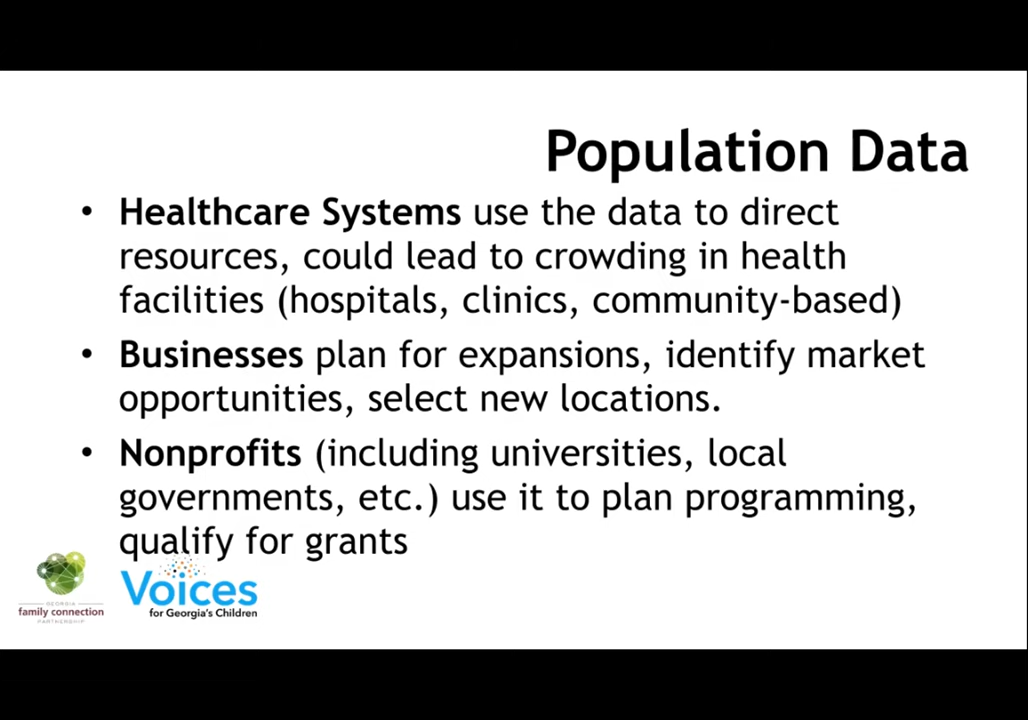 Population Data
• Healthcare Systems use the data to direct
resources, could lead to crowding in health
facilities (hospitals, clinics, community-based)
• Businesses plan for expansions, identify market
opportunities, select new locations.
• Nonprofits (including universities, local
governments, etc.) use it to plan programming,
qualify for grants
GEORGIA
family connection
PARTNERSHIP
Voices
for Georgia's Children